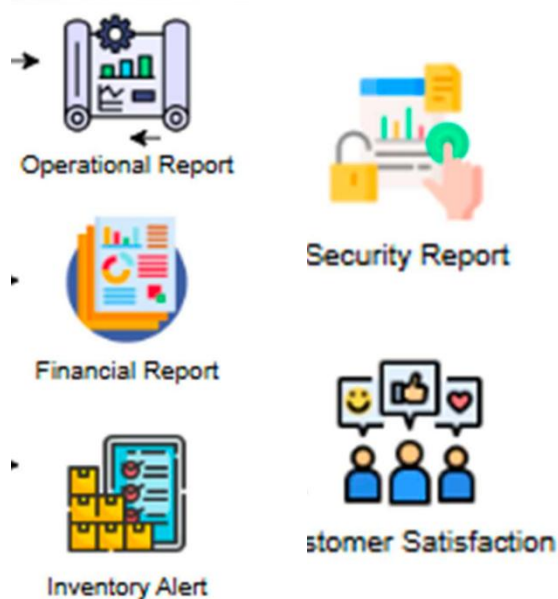 Operational Report
Security Report
Financial Report
stomer Satisfaction
Inventory Alert